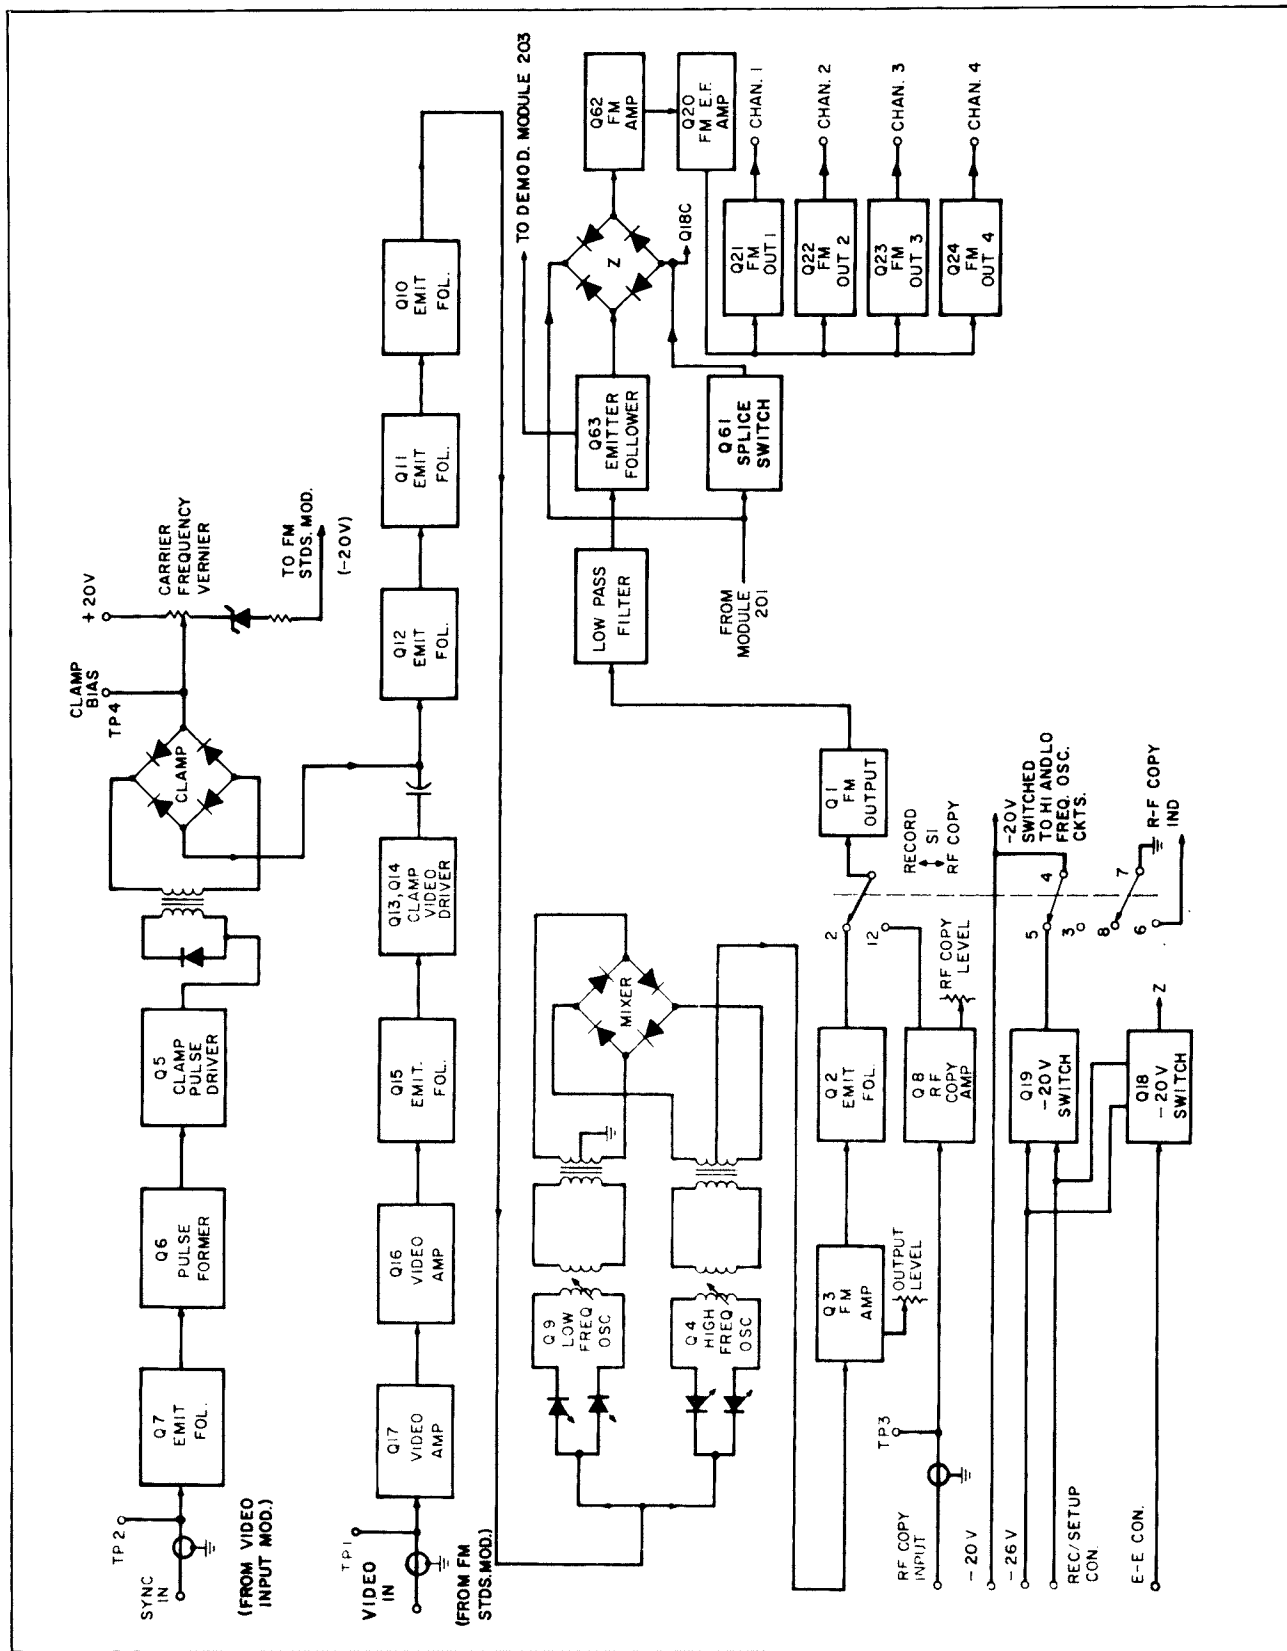 SYNC
IN
TP2
(FROM VIDEO
INPUT MOD.)
Q7
EMIT
FOL.
Q6
PULSE
FORMER
Q5
CLAMP
PULSE
DRIVER
CLAMP
CLAMP
BIAS
TP4
+20V
CARRIER
FREQUENCY
VERNIER
TO FM
STDS. MOD.
(-20V)
VIDEO
IN
TP1
(FROM FM
STDS.MOD.)
Q17
VIDEO
AMP
Q16
VIDEO
AMP
Q15
EMIT.
FOL.
Q13, Q14
CLAMP
VIDEO
DRIVER
Q12
EMIT
FOL.
Q11
EMIT
FOL.
Q10
EMIT
FOL.
Q9
LOW
FREQ
OSC
Q4
HIGH
FREQ
OSC
MIXER
Q3
FM
AMP
OUTPUT
LEVEL
Q2
EMIT
FOL.
RF COPY
INPUT
TP3
Q8
RF
COPY
AMP
RF COPY
LEVEL
2
12
RECORD
S1
RF COPY
Q1
FM
OUTPUT
LOW PASS
FILTER
Q63
EMITTER
FOLLOWER
TO DEMOD. MODULE 203
FROM
MODULE
201
Q61
SPLICE
SWITCH
Z
Q18C
Q62
FM
AMP
Q20
FM E.F.
AMP
Q21
FM
OUT 1
CHAN. 1
Q22
FM
OUT 2
CHAN. 2
Q23
FM
OUT 3
CHAN. 3
Q24
FM
OUT 4
CHAN. 4
-20V
-26V
REC/SETUP
CON.
E-E CON.
Q19
-20V
SWITCH
Q18
-20V
SWITCH
Z
5
4
3
8
7
6
-20V
SWITCHED
TO HI AND LO
FREQ. OSC.
CKTS.
R-F COPY
IND